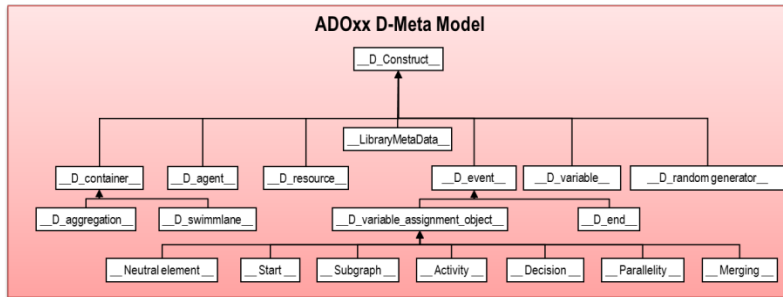 ADOxx D-Meta Model
__D_Construct__
__LibraryMetaData__
__D_container__
__D_agent__
__D_resource__
__D_event__
__D_variable__
__D_random generator__
__D_aggregation__
__D_swimmlane__
__D_variable_assignment_object__
__D_end__
__Neutral element__
__Start__
__Subgraph__
__Activity__
__Decision__
__Parallelity__
__Merging__